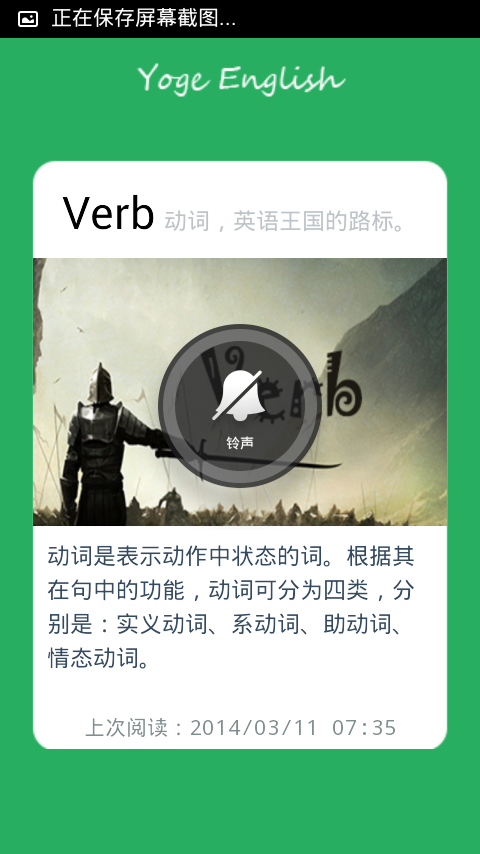 正在保存屏幕截图...
Yoge English
Verb 动词，英语王国的路标。
Verb
铃声
动词是表示动作中状态的词。根据其
在句中的功能，动词可分为四类，分
别是：实义动词、系动词、助动词、
情态动词。
上次阅读：2014/03/11 07:35